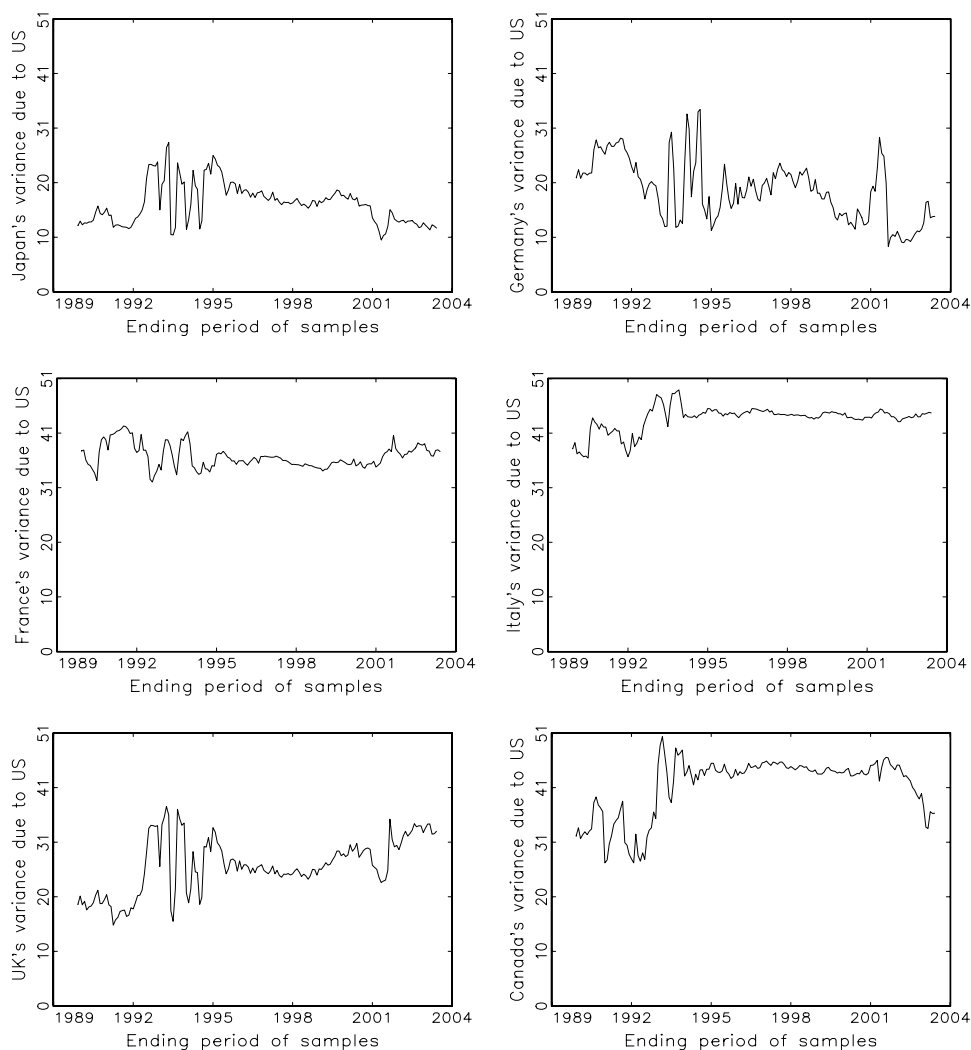 Japan's variance due to US
51
41
31
20
10
0
1989 1992 1995 1998 2001 2004
Ending period of samples
Germany's variance due to US
51
41
31
20
10
0
1989 1992 1995 1998 2001 2004
Ending period of samples
France's variance due to US
51
41
31
20
10
0
1989 1992 1995 1998 2001 2004
Ending period of samples
Italy's variance due to US
51
41
31
20
10
0
1989 1992 1995 1998 2001 2004
Ending period of samples
UK's variance due to US
51
41
31
20
10
0
1989 1992 1995 1998 2001 2004
Ending period of samples
Canada's variance due to US
51
41
31
20
10
0
1989 1992 1995 1998 2001 2004
Ending period of samples